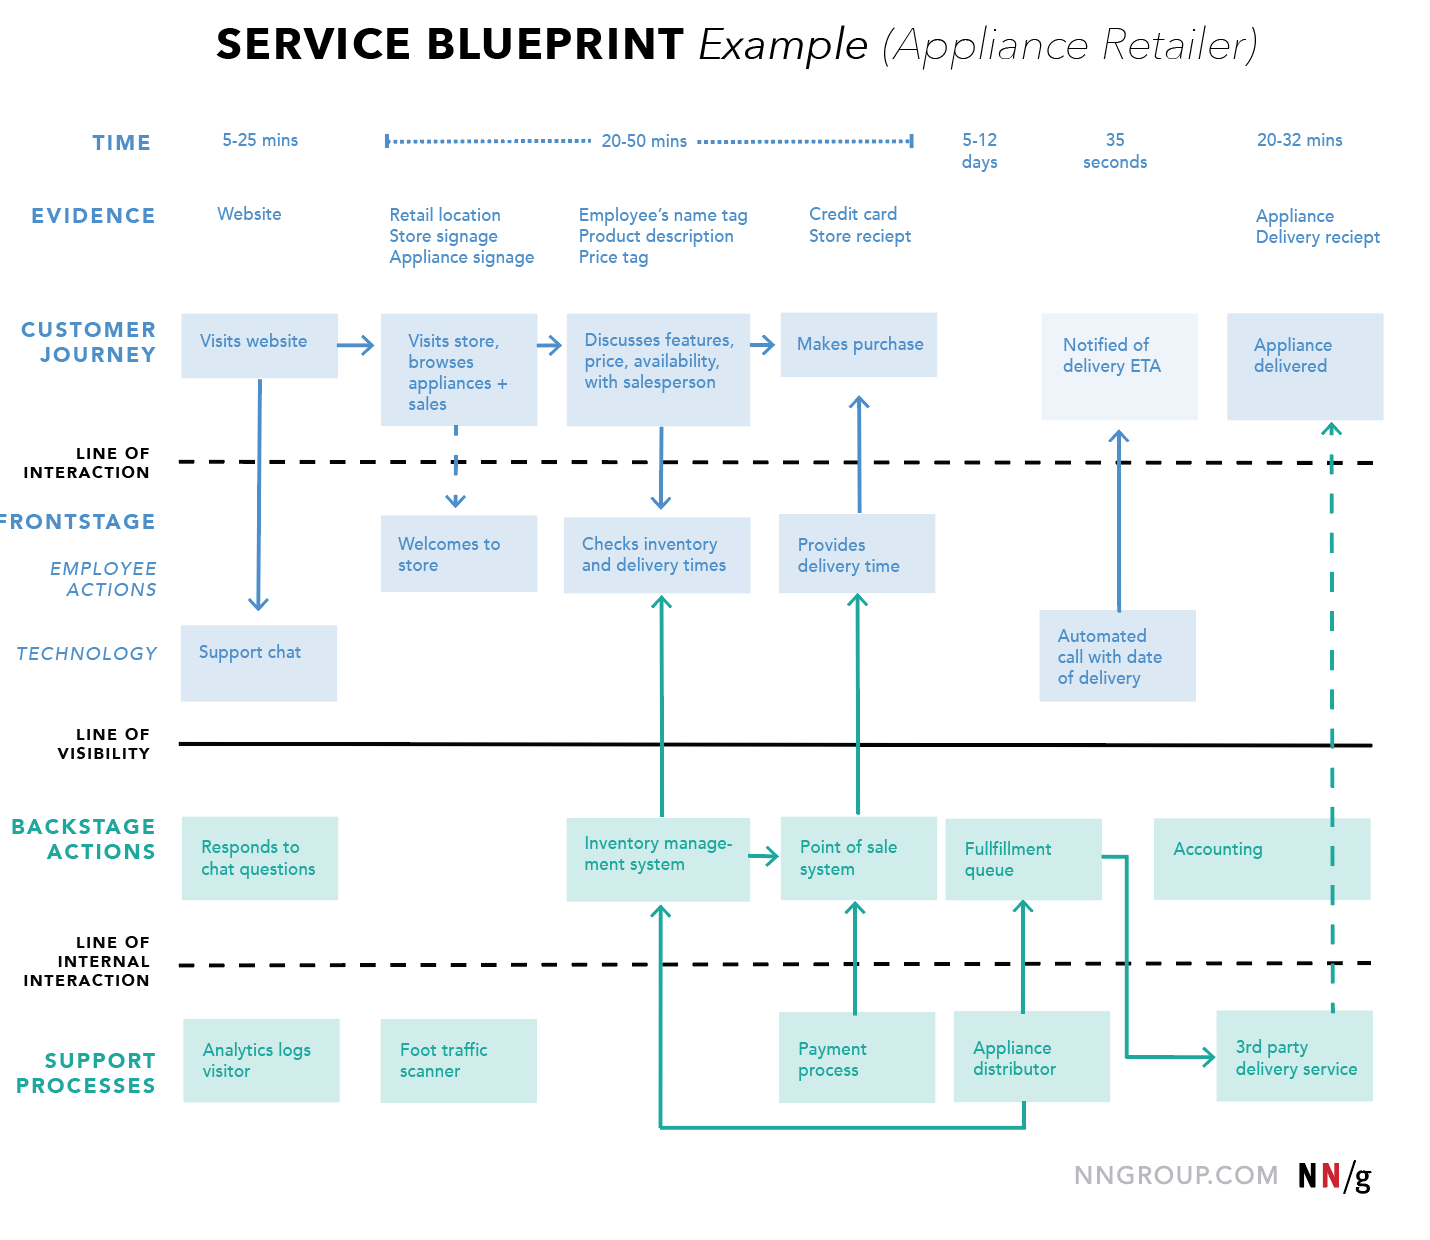 SERVICE BLUEPRINT Example (Appliance Retailer)
TIME
5-25 mins
20-50 mins
5-12
days
35
seconds
20-32 mins
EVIDENCE
Website
Retail location
Store signage
Appliance signage
Employee's name tag
Product description
Price tag
Credit card
Store reciept
Appliance
Delivery reciept
CUSTOMER
JOURNEY
Visits website
Visits store,
browses
appliances +
sales
Discusses features,
price, availability,
with salesperson
Makes purchase
Notified of
delivery ETA
Appliance
delivered
LINE OF
INTERACTION
FRONTSTAGE
EMPLOYEE
ACTIONS
Welcomes to
store
Checks inventory
and delivery times
Provides
delivery time
TECHNOLOGY
Support chat
Automated
call with date
of delivery
LINE OF
VISIBILITY
BACKSTAGE
ACTIONS
Responds to
chat questions
Inventory manage-
ment system
Point of sale
system
Fullfillment
queue
Accounting
LINE OF
INTERNAL
INTERACTION
SUPPORT
PROCESSES
Analytics logs
visitor
Foot traffic
scanner
Payment
process
Appliance
distributor
3rd party
delivery service
NNGROUP.COM NN/g